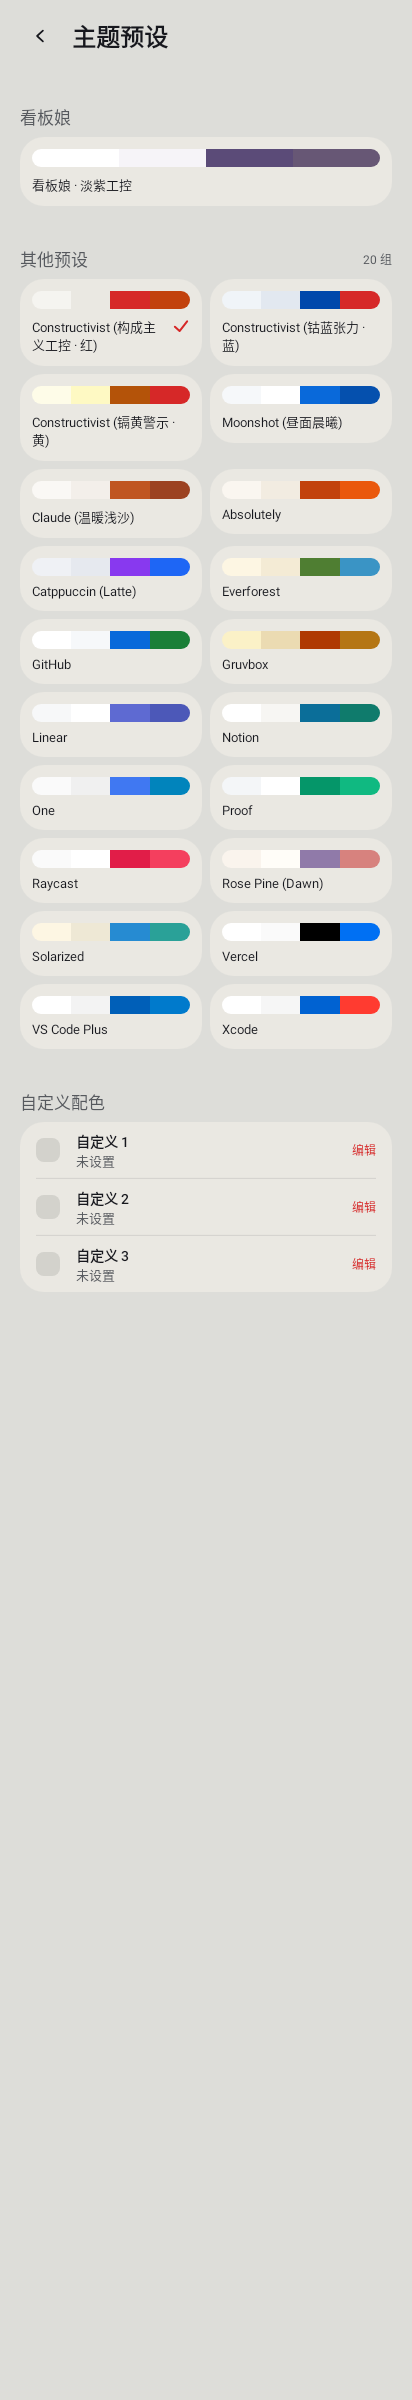 主题预设
看板娘
看板娘 · 淡紫工控
其他预设
20 组
Constructivist (构成主
义工控 · 红)
Constructivist (钴蓝张力 ·
蓝)
Constructivist (镉黄警示 ·
黄)
Moonshot (昼面晨曦)
Claude (温暖浅沙)
Absolutely
Catppuccin (Latte)
Everforest
GitHub
Gruvbox
Linear
Notion
One
Proof
Raycast
Rose Pine (Dawn)
Solarized
Vercel
VS Code Plus
Xcode
自定义配色
自定义 1
未设置
编辑
自定义 2
未设置
编辑
自定义 3
未设置
编辑